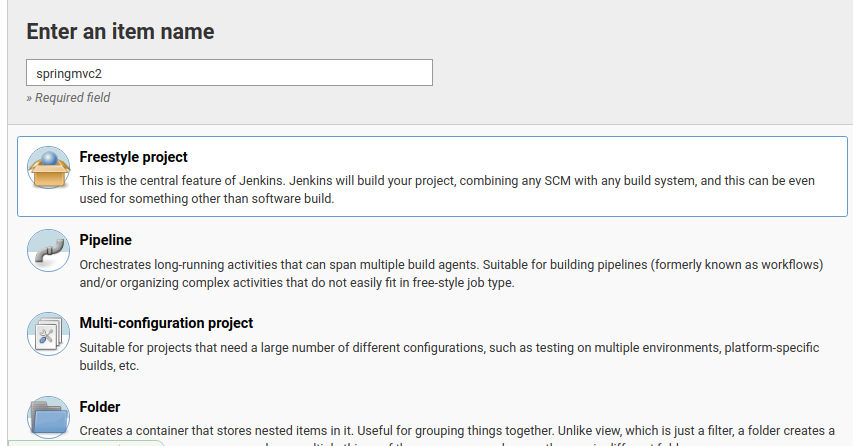 Enter an item name
springmvc2
» Required field
Freestyle project
This is the central feature of Jenkins. Jenkins will build your project, combining any SCM with any build system, and this can be even
used for something other than software build.
Pipeline
Orchestrates long-running activities that can span multiple build agents. Suitable for building pipelines (formerly known as workflows)
and/or organizing complex activities that do not easily fit in free-style job type.
Multi-configuration project
Suitable for projects that need a large number of different configurations, such as testing on multiple environments, platform-specific
builds, etc.
Folder
Creates a container that stores nested items in it. Useful for grouping things together. Unlike view, which is just a filter, a folder creates a